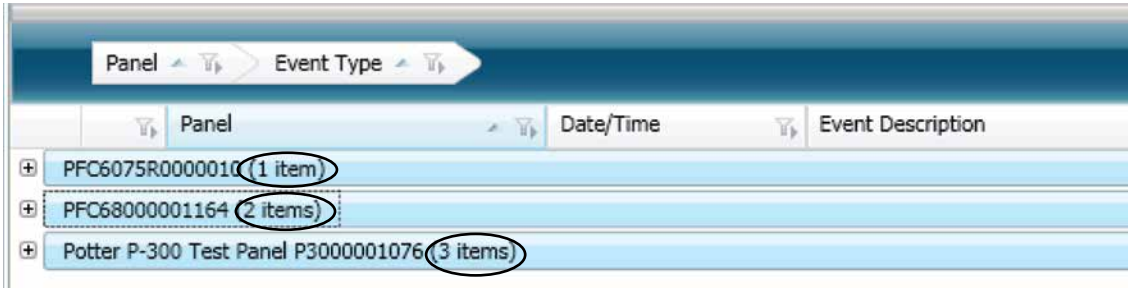 Panel Event Type
Panel Date/Time Event Description
PFC6075R0000010 (1 item)
PFC68000001164 (2 items)
Potter P-300 Test Panel P3000001076 (3 items)